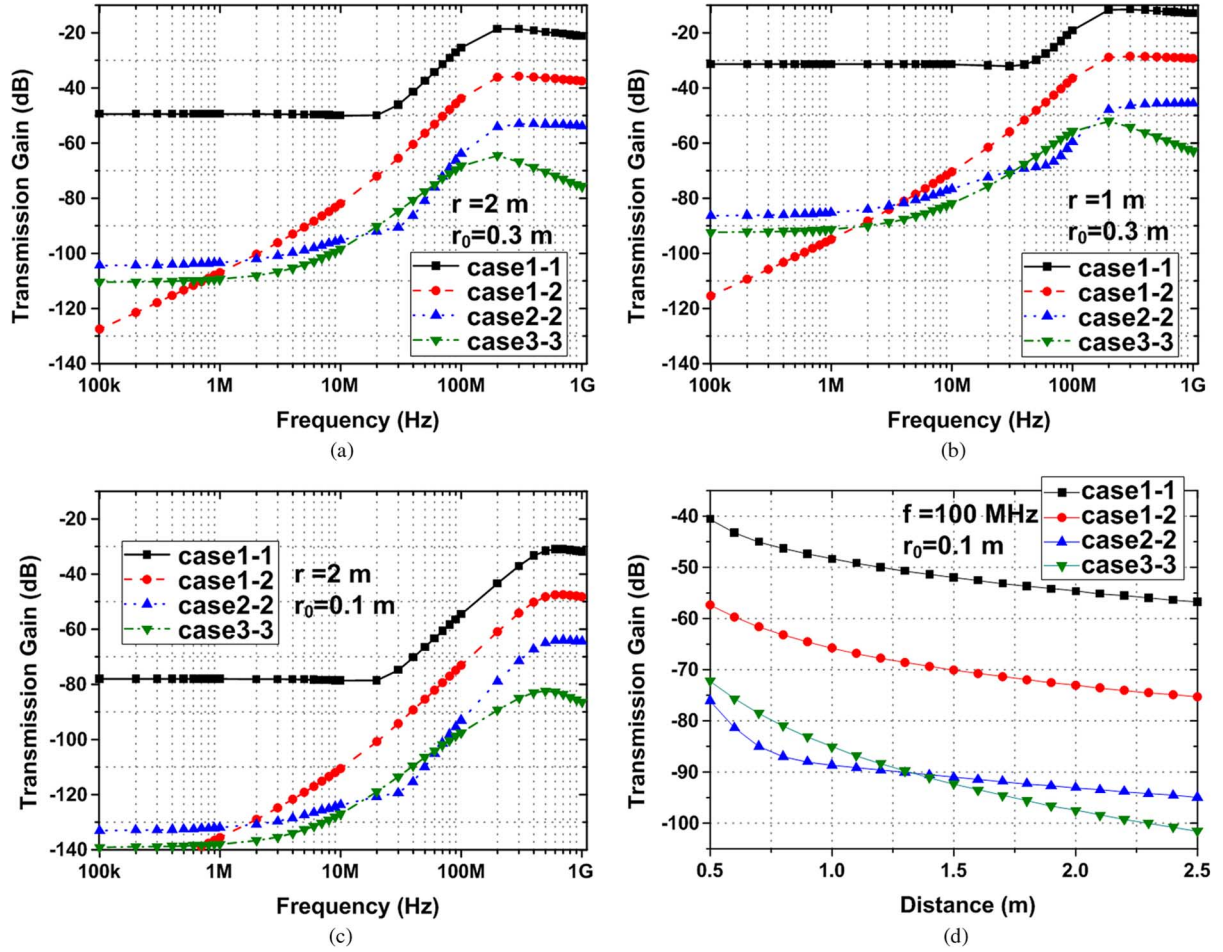 -20
-40
-60
-80
-100
-120
-140
Transmission Gain (dB)
r =2 m
r0=0.3 m
case1-1
case1-2
case2-2
case3-3
100k 1M 10M 100M 1G
Frequency (Hz)
(a)
-20
-40
-60
-80
-100
-120
-140
Transmission Gain (dB)
r =1 m
r0=0.3 m
case1-1
case1-2
case2-2
case3-3
100k 1M 10M 100M 1G
Frequency (Hz)
(b)
-20
-40
-60
-80
-100
-120
-140
Transmission Gain (dB)
case1-1
case1-2
case2-2
case3-3
r =2 m
r0=0.1 m
100k 1M 10M 100M 1G
Frequency (Hz)
(c)
-40
-50
-60
-70
-80
-90
-100
Transmission Gain (dB)
f =100 MHz
r0=0.1 m
case1-1
case1-2
case2-2
case3-3
0.5 1.0 1.5 2.0 2.5
Distance (m)
(d)